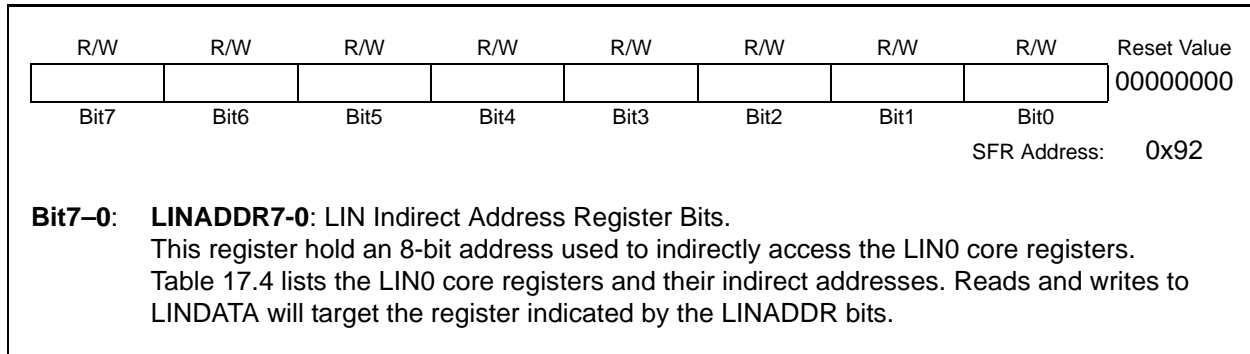 R/W R/W R/W R/W R/W R/W R/W R/W Reset Value
00000000
Bit7 Bit6 Bit5 Bit4 Bit3 Bit2 Bit1 Bit0
SFR Address: 0x92
Bit7–0: LINADDR7-0: LIN Indirect Address Register Bits.
This register hold an 8-bit address used to indirectly access the LIN0 core registers.
Table 17.4 lists the LIN0 core registers and their indirect addresses. Reads and writes to
LINDATA will target the register indicated by the LINADDR bits.